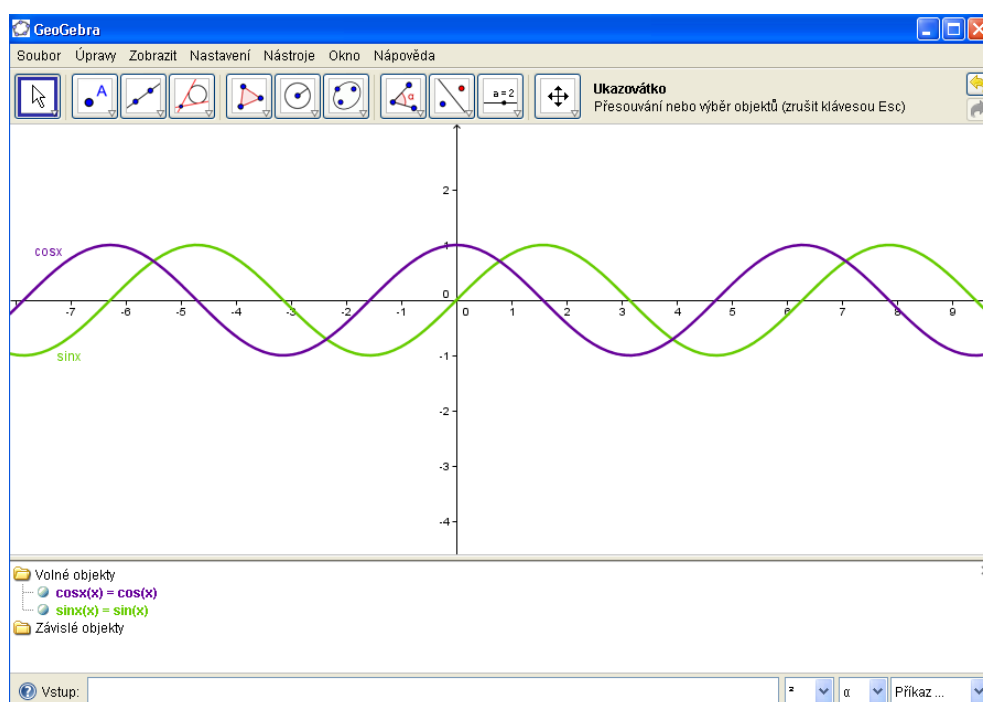 GeoGebra
Soubor Úpravy Zobrazit Nastavení Nástroje Okno Nápověda
A α a = 2
Ukazovátko
Přesouvání nebo výběr objektů (zrušit klávesou Esc)
2
cosx
1
0
-7 -6 -5 -4 -3 -2 -1 0 1 2 3 4 5 6 7 8 9
sinx
-1
-2
-3
-4
Volné objekty
cosx(x) = cos(x)
sinx(x) = sin(x)
Závislé objekty
Vstup: ² α Příkaz ...